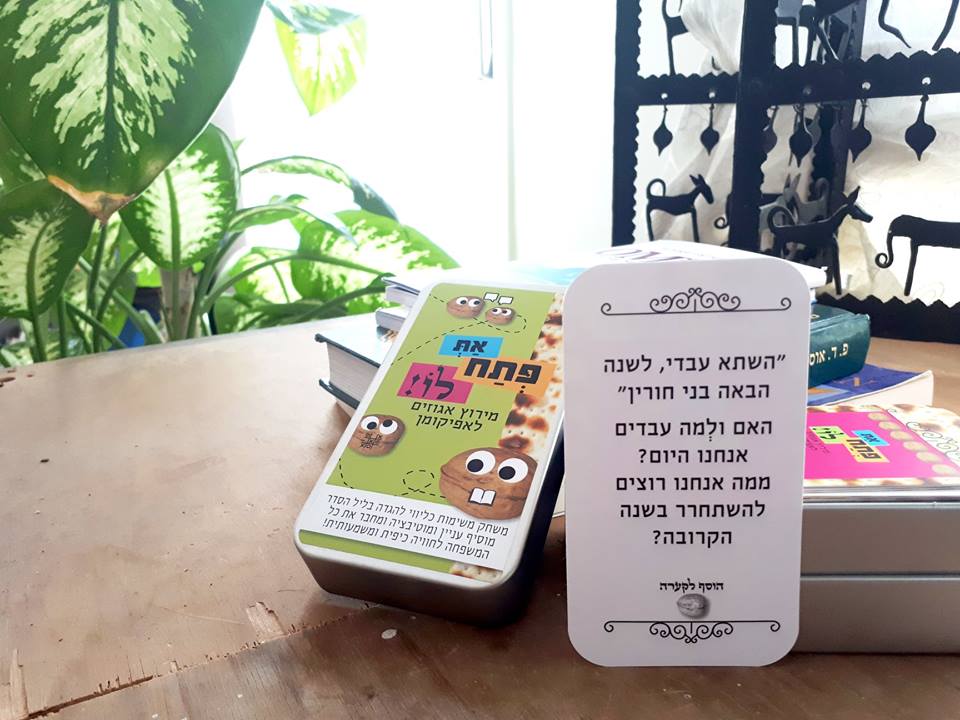 אַתְּ
פְּתַח
לוֹ!
מירוץ אגוזים
לאפיקומן
משחק משימות כליווי להגדה בליל הסדר
מוסיף עניין ומוטיבציה ומחבר את כל
המשפחה לחוויה כיפית ומשמעותית!
"השתא עבדי, לשנה
הבאה בני חורין"
האם ולְמה עבדים
אנחנו היום?
ממה אנחנו רוצים
להשתחרר בשנה
הקרובה?
הוסף לקערה
אַתְּ
פְּתַח
לוֹ!